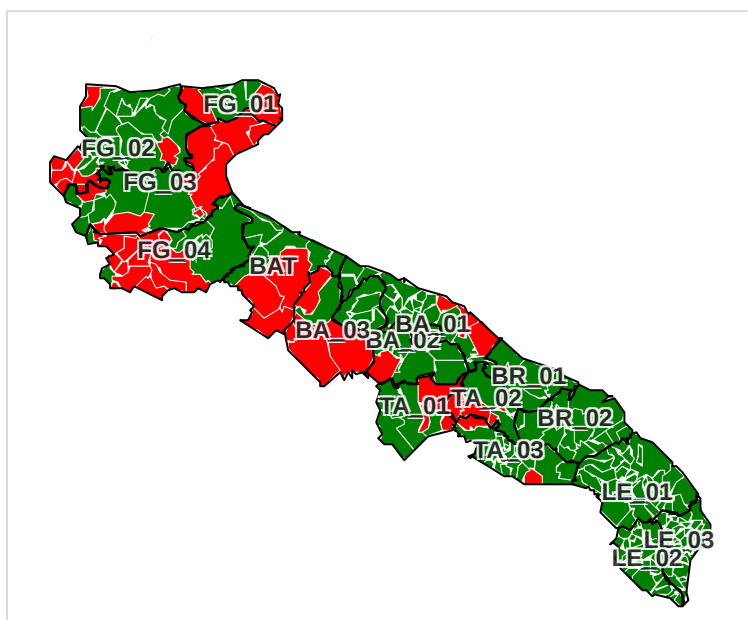 FG_01
FG_02
FG_03
FG_04
BAT
BA_03
BA_01
BA_02
BR_01
TA_02
TA_01
BR_02
TA_03
LE_01
LE_03
LE_02